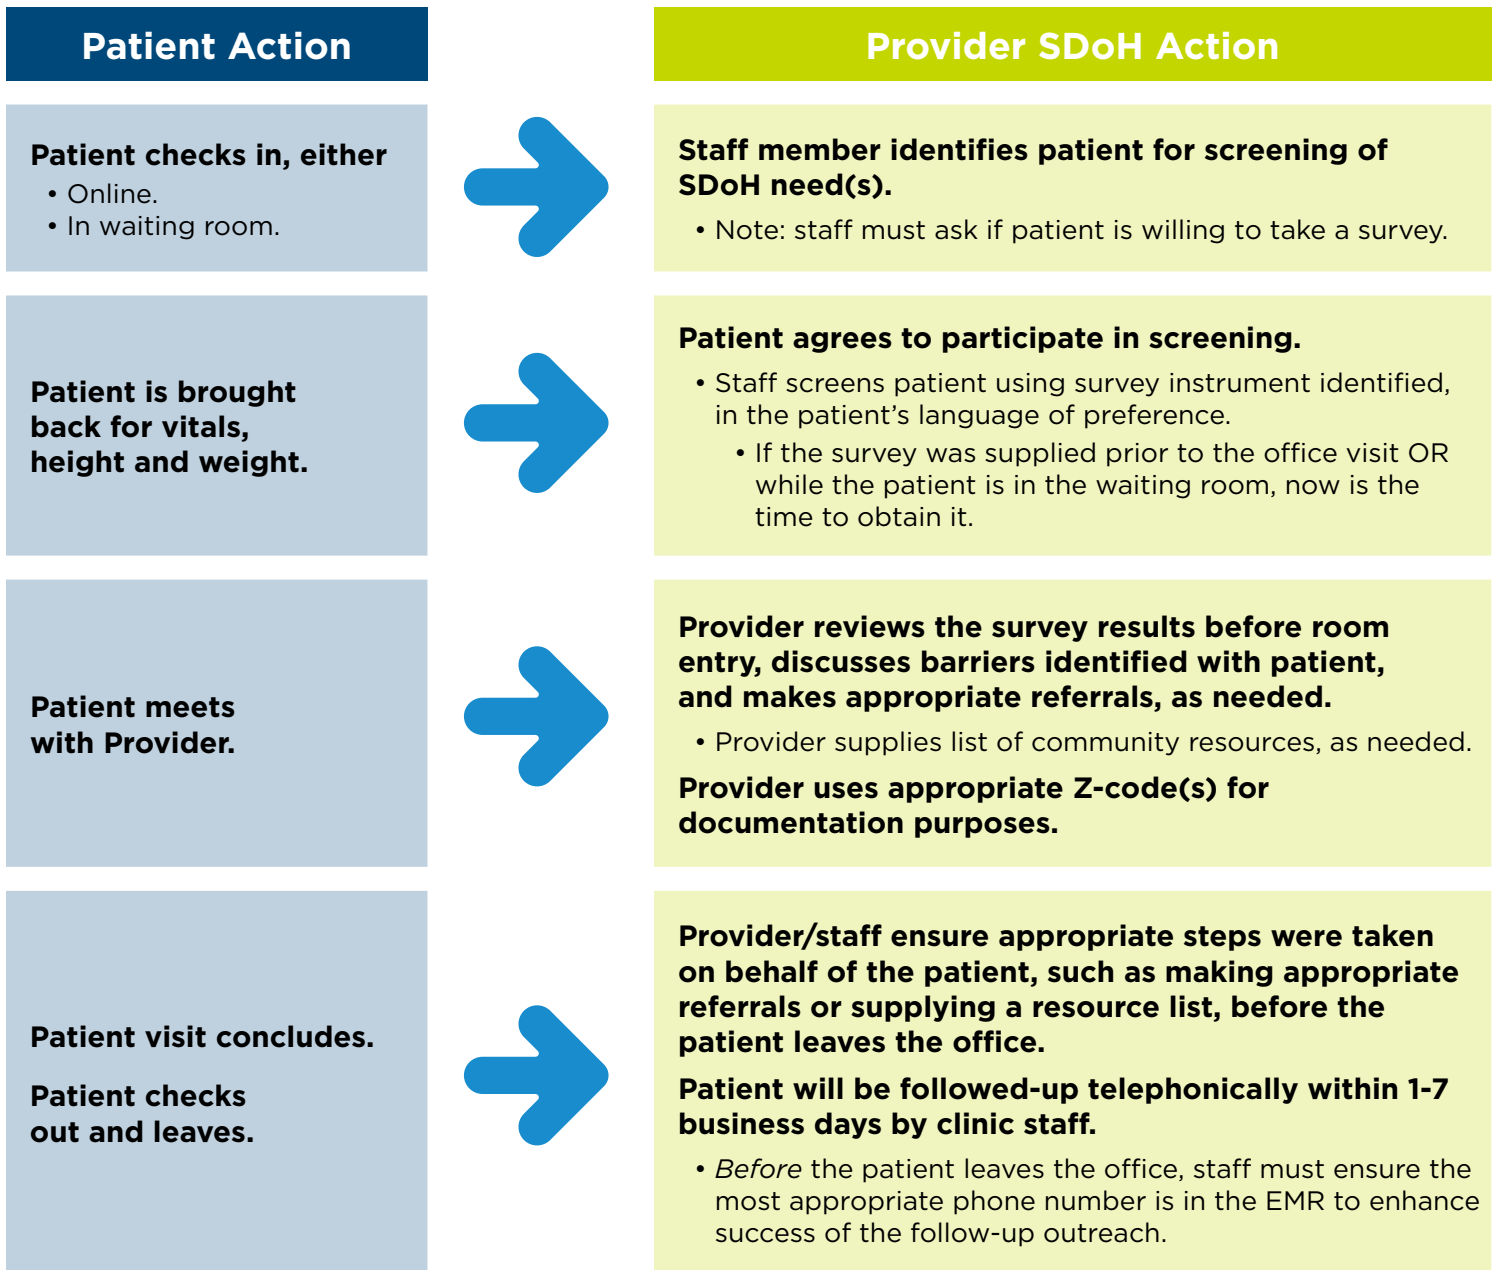 Patient Action
Provider SDoH Action
Patient checks in, either
• Online.
• In waiting room.
Staff member identifies patient for screening of
SDoH need(s).
• Note: staff must ask if patient is willing to take a survey.
Patient is brought
back for vitals,
height and weight.
Patient agrees to participate in screening.
• Staff screens patient using survey instrument identified,
in the patient’s language of preference.
• If the survey was supplied prior to the office visit OR
while the patient is in the waiting room, now is the
time to obtain it.
Patient meets
with Provider.
Provider reviews the survey results before room
entry, discusses barriers identified with patient,
and makes appropriate referrals, as needed.
• Provider supplies list of community resources, as needed.
Provider uses appropriate Z-code(s) for
documentation purposes.
Patient visit concludes.
Patient checks
out and leaves.
Provider/staff ensure appropriate steps were taken
on behalf of the patient, such as making appropriate
referrals or supplying a resource list, before the
patient leaves the office.
Patient will be followed-up telephonically within 1-7
business days by clinic staff.
• Before the patient leaves the office, staff must ensure the
most appropriate phone number is in the EMR to enhance
success of the follow-up outreach.